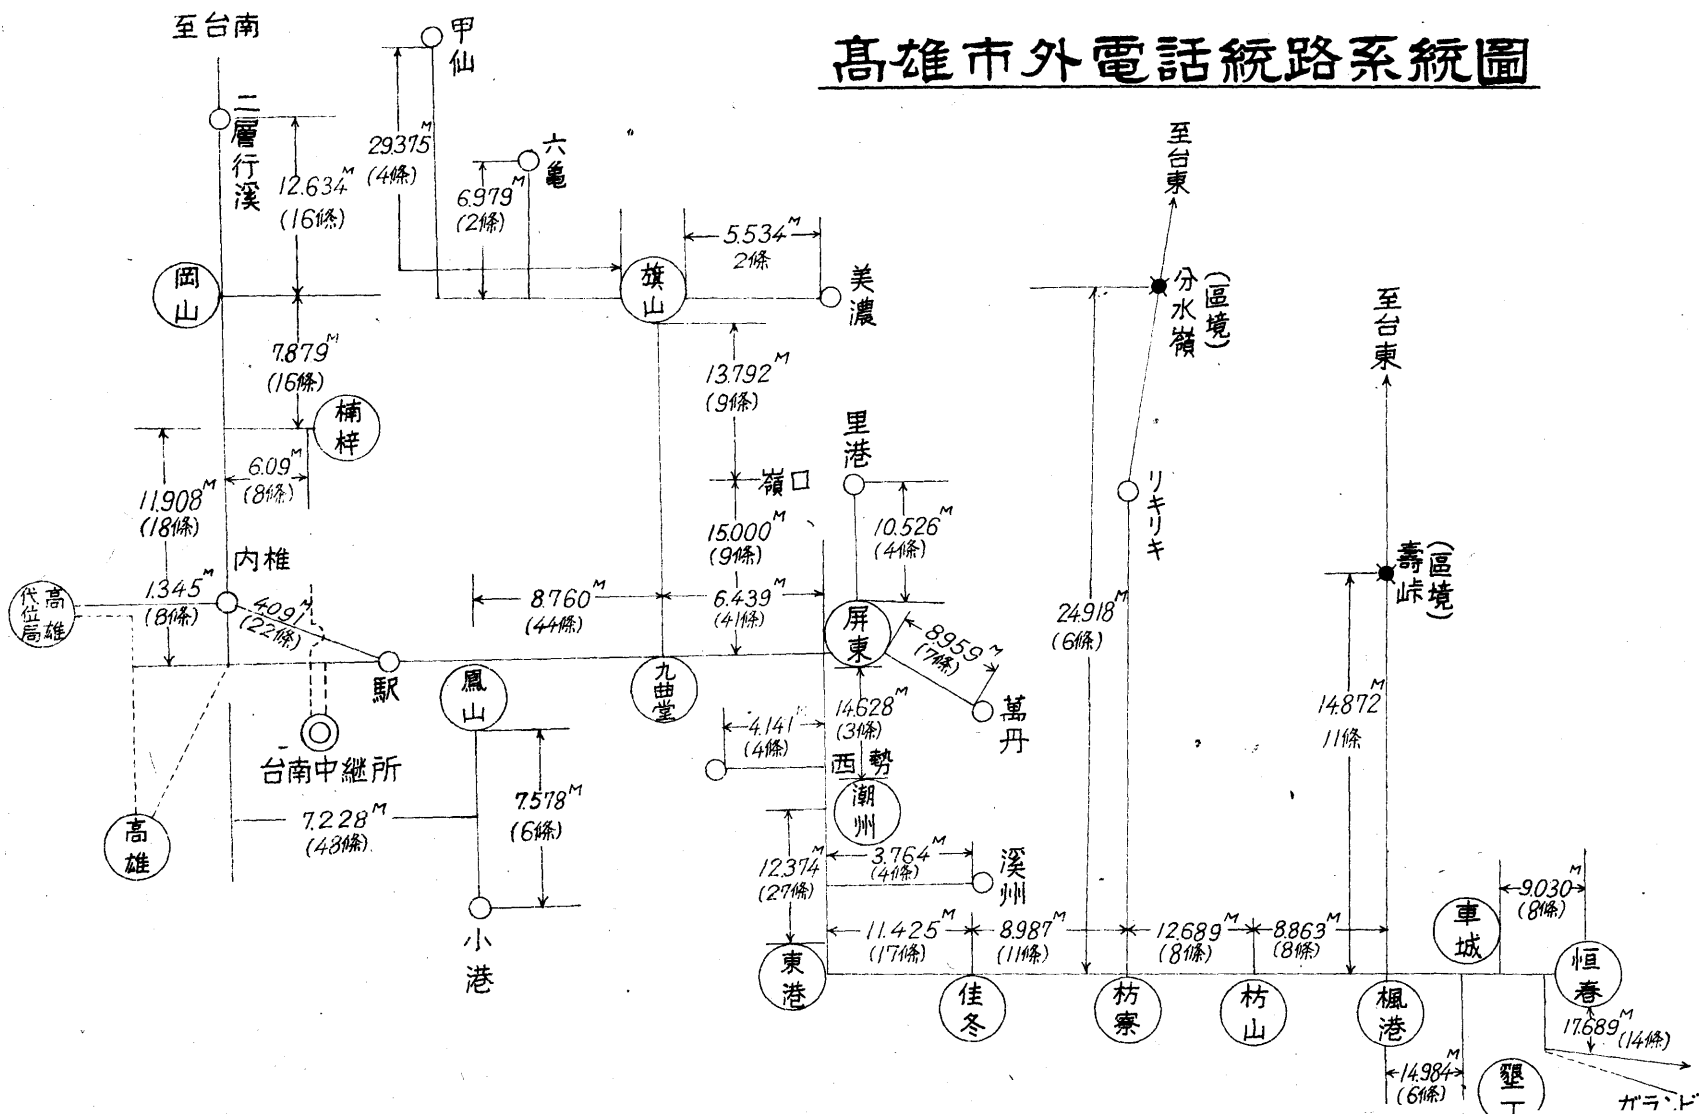 高雄市外電話統路系統圖
至台南
二層行溪
12.634M
(16條)
岡山
7.879M
(16條)
楠梓
6.09M
(8條)
11.908M
(18條)
內椎
1.345M
(8條)
高雄
代位局
4.091M
(22條)
駅
台南中継所
高雄
7.228M
(48條)
甲仙
29.375M
(4條)
六亀
6.979M
(2條)
旗山
5.534M
2條
美濃
13.792M
(9條)
嶺口
15.000M
(9條)
8.760M
(44條)
6.439M
(41條)
鳳山
九曲堂
7.578M
(6條)
小港
里港
10.526M
(4條)
屏東
8.959M
(7條)
萬丹
14.628M
(3條)
4.141M
(4條)
西勢
潮州
12.374M
(27條)
3.764M
(4條)
溪州
東港
11.425M
(17條)
佳冬
8.987M
(11條)
枋寮
12.689M
(8條)
枋山
8.863M
(8條)
楓港
至台東
分水嶺
(區境)
リキリキ
24.918M
(6條)
至台東
壽峠
(區境)
14.872M
11條
車城
9.030M
(8條)
恒春
17.689M
(14條)
14.984M
(6條)
墾丁
ガランビ